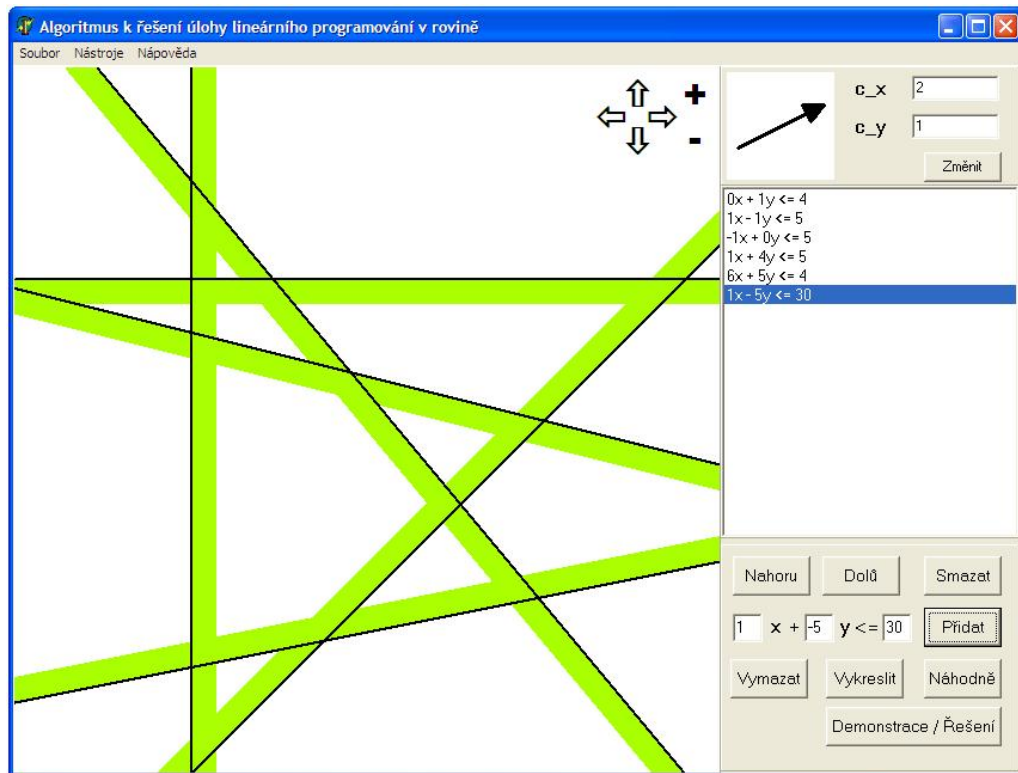 Algoritmus k řešení úlohy lineárního programování v rovině
Soubor Nástroje Nápověda
+
-
c_x 2
c_y 1
Změnit
0x + 1y <= 4
1x - 1y <= 5
-1x + 0y <= 5
1x + 4y <= 5
6x + 5y <= 4
1x - 5y <= 30
Nahoru Dolů Smazat
1 x + -5 y <= 30 Přidat
Vymazat Vykreslit Náhodně
Demonstrace / Řešení